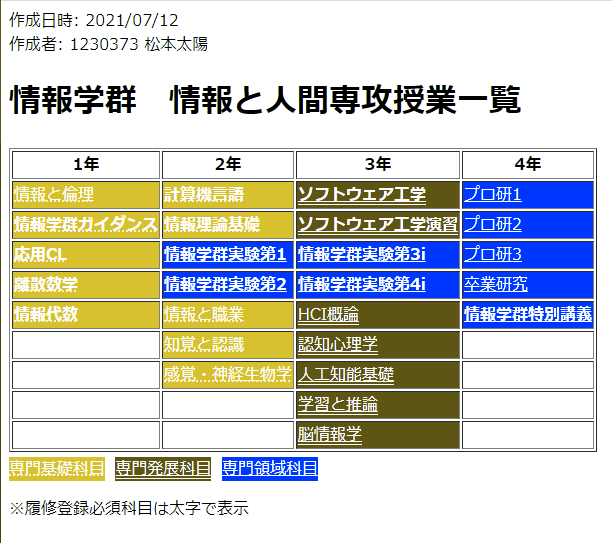 作成日時: 2021/07/12
作成者: 1230373 松本太陽
情報学群　情報と人間専攻授業一覧
1年 2年 3年 4年
情報と倫理 計算機言語 ソフトウェア工学 プロ研1
情報学群ガイダンス 情報理論基礎 ソフトウェア工学演習 プロ研2
応用CL 情報学群実験第1 情報学群実験第3i プロ研3
離散数学 情報学群実験第2 情報学群実験第4i 卒業研究
情報代数 情報と職業 HCI概論 情報学群特別講義
知覚と認識 認知心理学
感覚・神経生物学 人工知能基礎
学習と推論
脳情報学
専門基礎科目 専門発展科目 専門領域科目
※履修登録必須科目は太字で表示